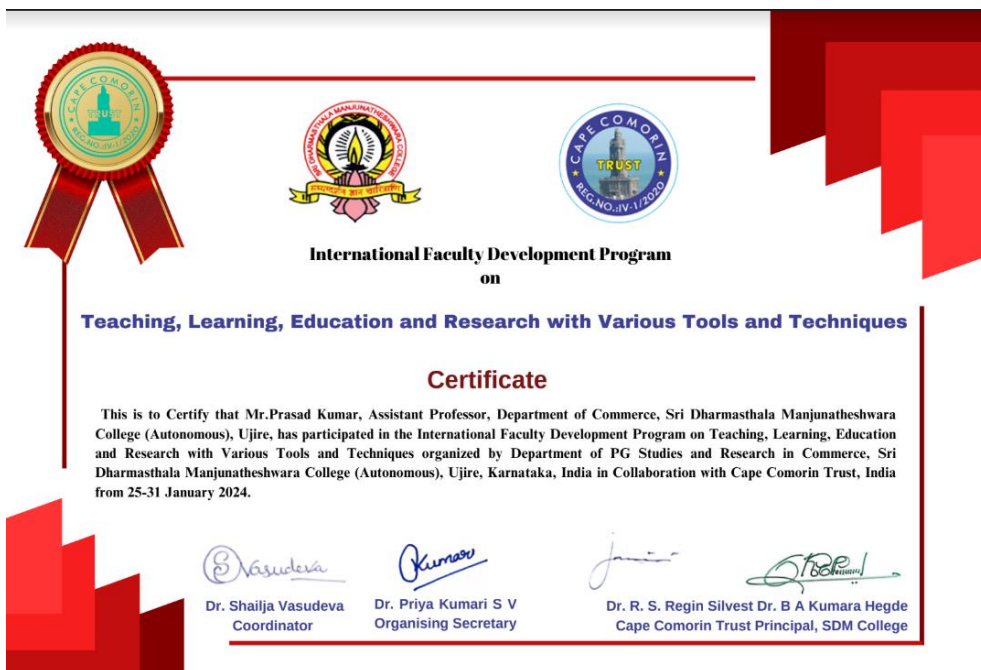 CAPE COMORIN
TRUST
REG.NO.:IV-1/2020
SRI DHARMASTHALA MANJUNATHESHWARA COLLEGE
CAPE COMORIN
TRUST
REG.NO.:IV-1/2020
International Faculty Development Program
on
Teaching, Learning, Education and Research with Various Tools and Techniques
Certificate
This is to Certify that Mr.Prasad Kumar, Assistant Professor, Department of Commerce, Sri Dharmasthala Manjunatheshwara
College (Autonomous), Ujire, has participated in the International Faculty Development Program on Teaching, Learning, Education
and Research with Various Tools and Techniques organized by Department of PG Studies and Research in Commerce, Sri
Dharmasthala Manjunatheshwara College (Autonomous), Ujire, Karnataka, India in Collaboration with Cape Comorin Trust, India
from 25-31 January 2024.
SVasudeva
Kumari
Dr. Shailja Vasudeva
Coordinator
Dr. Priya Kumari S V
Organising Secretary
Dr. R. S. Regin Silvest Dr. B A Kumara Hegde
Cape Comorin Trust Principal, SDM College